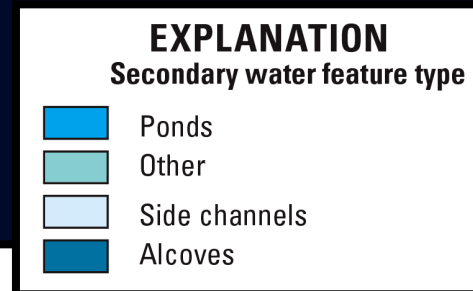 EXPLANATION
Secondary water feature type
Ponds
Other
Side channels
Alcoves